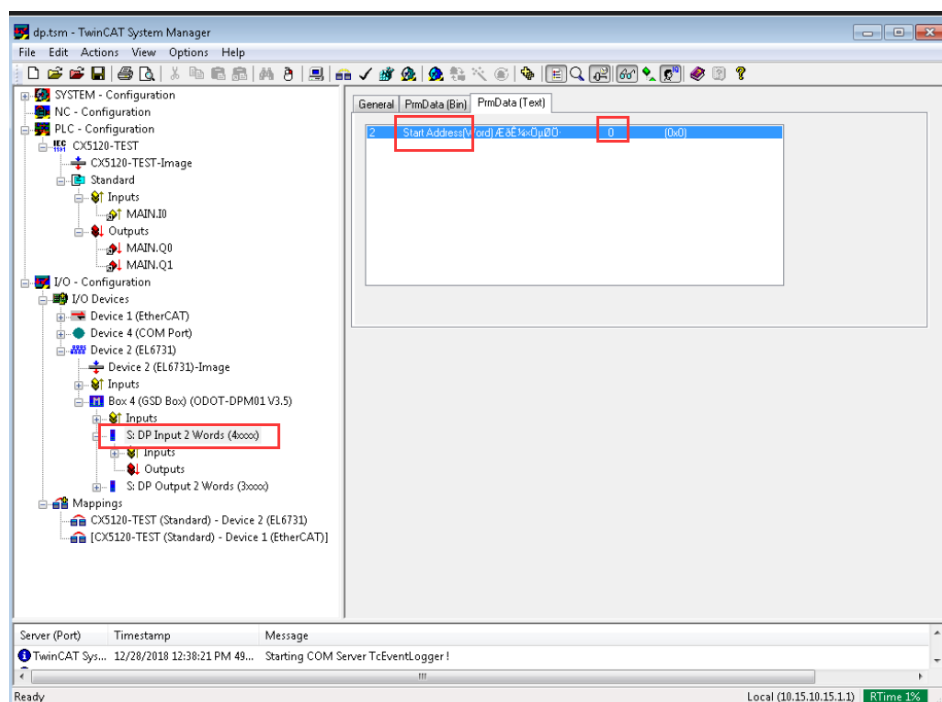 dp.tsm - TwinCAT System Manager
File Edit Actions View Options Help
SYSTEM - Configuration
NC - Configuration
PLC - Configuration
CX5120-TEST
CX5120-TEST-Image
Standard
Inputs
MAIN.I0
Outputs
MAIN.Q0
MAIN.Q1
I/O - Configuration
I/O Devices
Device 1 (EtherCAT)
Device 4 (COM Port)
Device 2 (EL6731)
Device 2 (EL6731)-Image
Inputs
Box 4 (GSD Box) (ODOT-DPM01 V3.5)
Inputs
S: DP Input 2 Words (4xxxx)
Inputs
Outputs
S: DP Output 2 Words (3xxxx)
Mappings
CX5120-TEST (Standard) - Device 2 (EL6731)
[CX5120-TEST (Standard) - Device 1 (EtherCAT)]
General PrmData (Bin) PrmData (Text)
2 Start Address(Word) 0 (0x0)
Server (Port) Timestamp Message
TwinCAT Sys... 12/28/2018 12:38:21 PM 49... Starting COM Server TcEventLogger !
Ready Local (10.15.10.15.1.1) RTime 1%